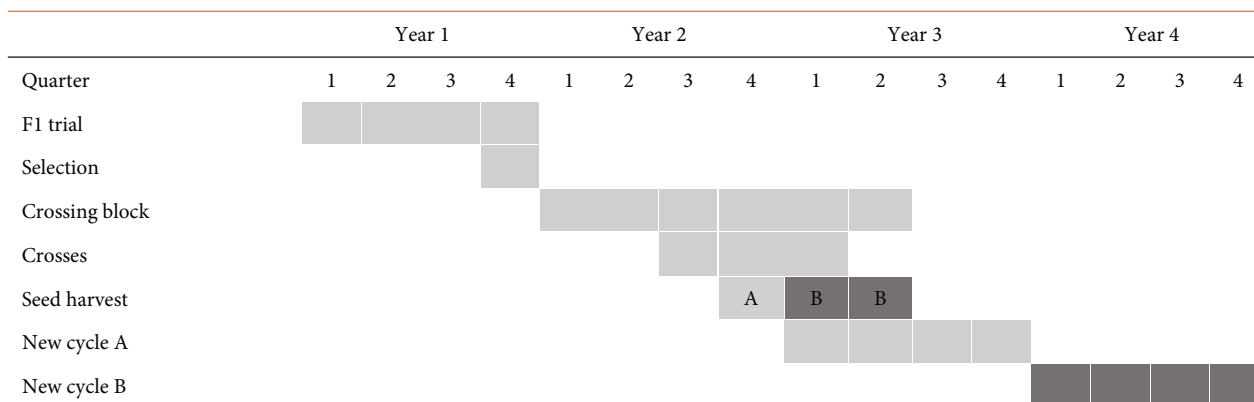 Year 1 Year 2 Year 3 Year 4
Quarter 1 2 3 4 1 2 3 4 1 2 3 4 1 2 3 4
F1 trial
Selection
Crossing block
Crosses
Seed harvest A B B
New cycle A
New cycle B